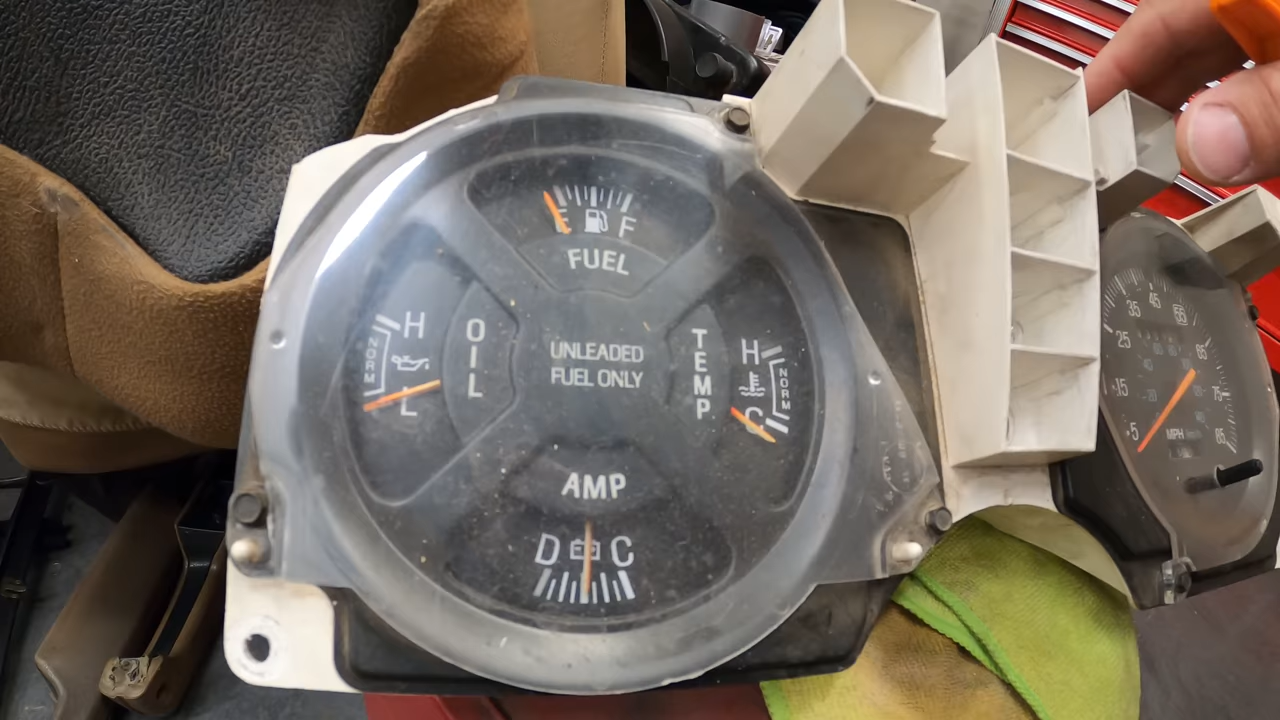 E F
FUEL
H
NORM
L
OIL
UNLEADED
FUEL ONLY
TEMP
H
NORM
C
AMP
D C
5
15
25
35
45
55
65
75
85
MPH